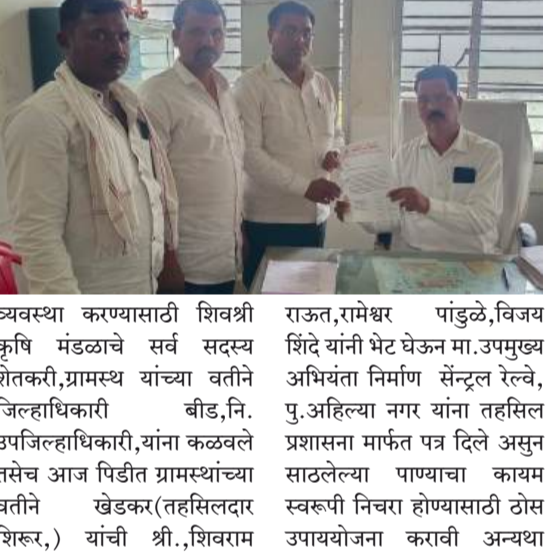 व्यवस्था करण्यासाठी शिवश्री
कृषि मंडळाचे सर्व सदस्य
शेतकरी,ग्रामस्थ यांच्या वतीने
जिल्हाधिकारी बीड,नि.
उपजिल्हाधिकारी,यांना कळवले
तसेच आज पिडीत ग्रामस्थांच्या
वतीने खेडकर(तहसिलदार
शिरूर,) यांची श्री.,शिवराम
राऊत,रामेश्वर पांडुळे,विजय
शिंदे यांनी भेट घेऊन मा.उपमुख्य
अभियंता निर्माण सेंन्ट्रल रेल्वे,
पु.अहिल्या नगर यांना तहसिल
प्रशासना मार्फत पत्र दिले असुन
साठलेल्या पाण्याचा कायम
स्वरूपी निचरा होण्यासाठी ठोस
उपाययोजना करावी अन्यथा